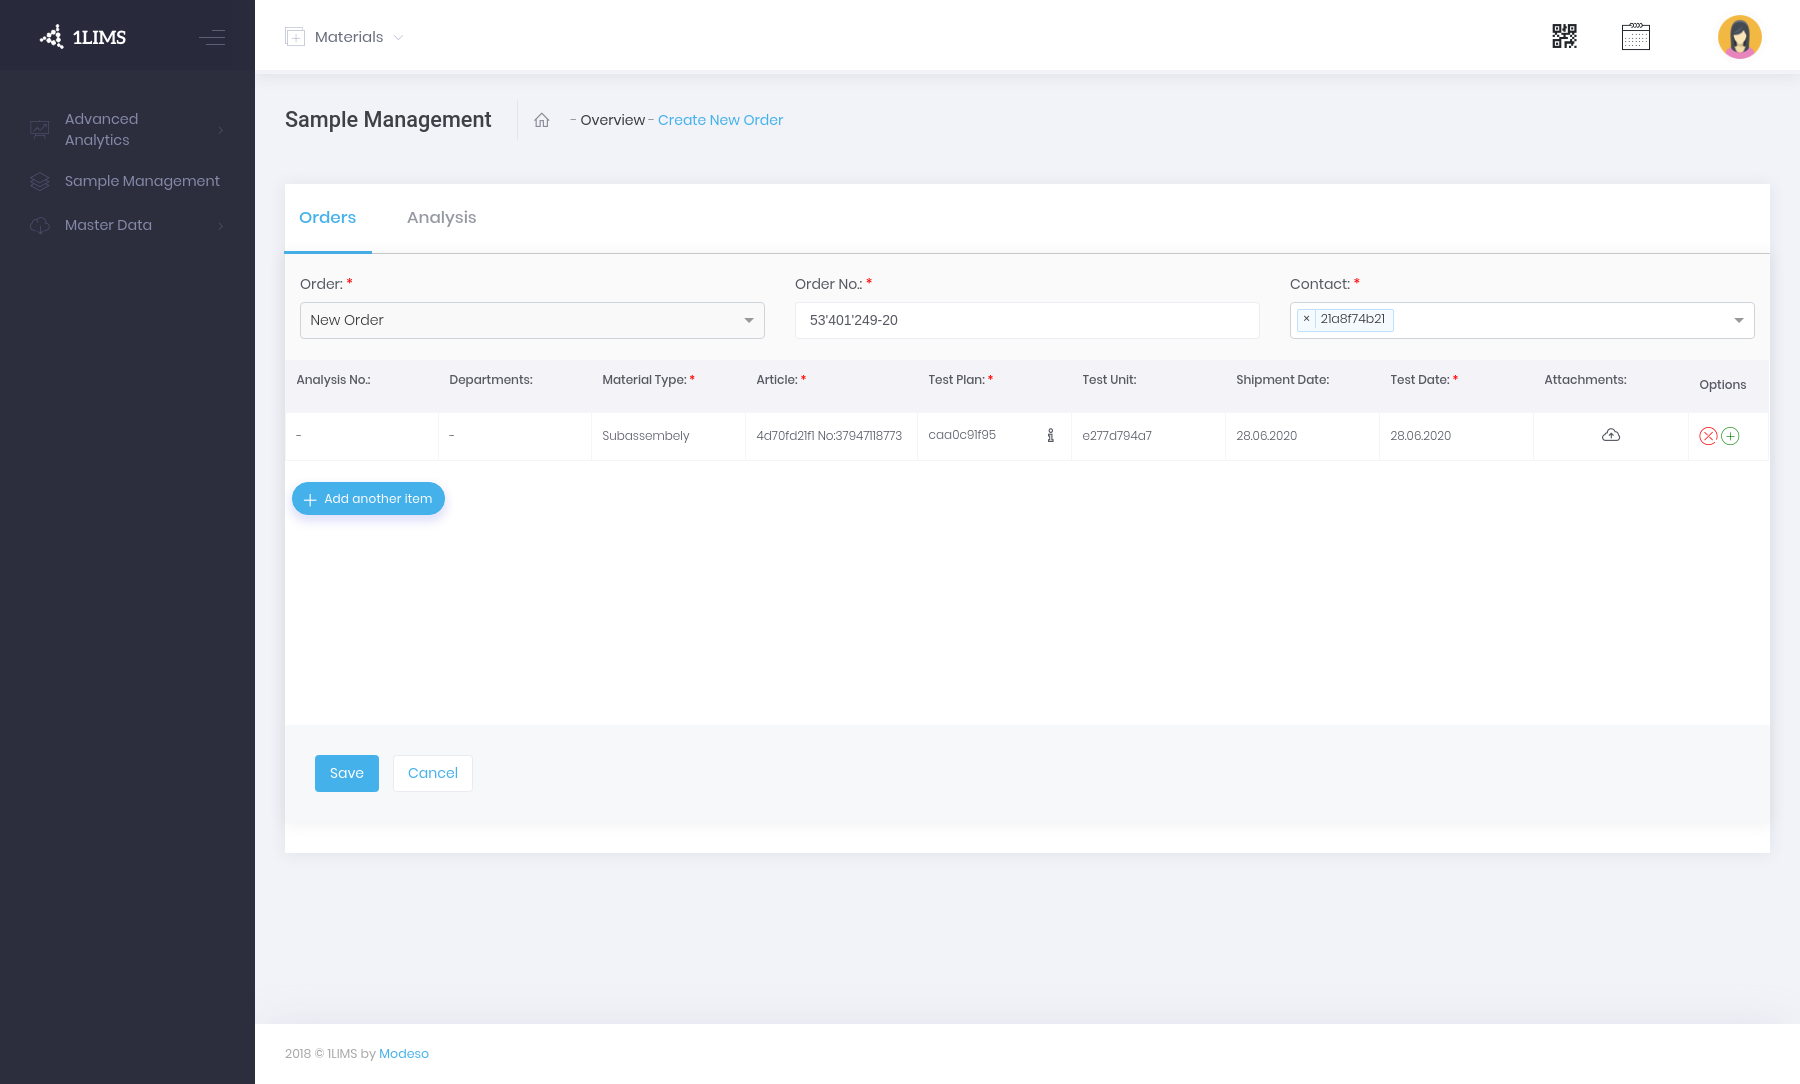 1LIMS
Materials
Advanced
Analytics
Sample Management
Master Data
Sample Management
- Overview - Create New Order
Orders Analysis
Order: * Order No.: * Contact: *
New Order 53'401'249-20 × 21a8f74b21
Analysis No.: Departments: Material Type: * Article: * Test Plan: * Test Unit: Shipment Date: Test Date: * Attachments: Options
- - Subassembely 4d70fd21f1 No:37947118773 caa0c91f95 e277d794a7 28.06.2020 28.06.2020
Add another item
Save Cancel
2018 © 1LIMS by Modeso